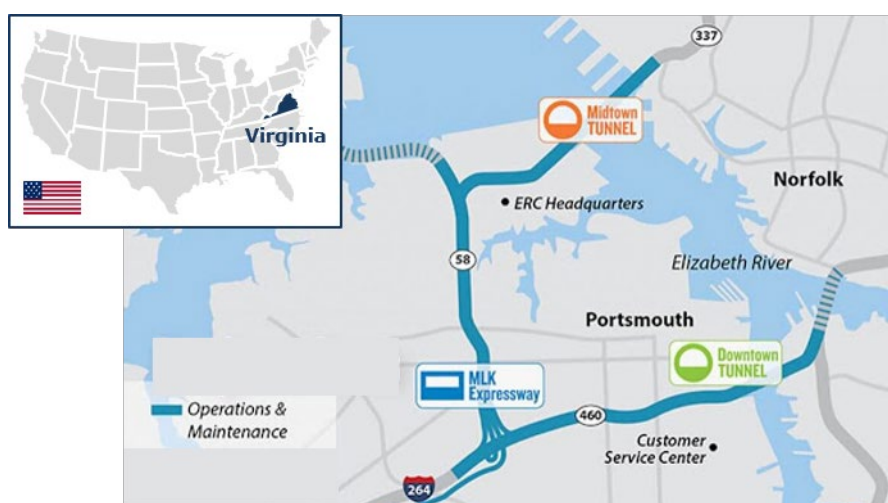 Virginia
337
Midtown
TUNNEL
Norfolk
ERC Headquarters
58
Elizabeth River
Portsmouth
Downtown
TUNNEL
MLK
Expressway
Operations &
Maintenance
460
Customer
Service Center
264